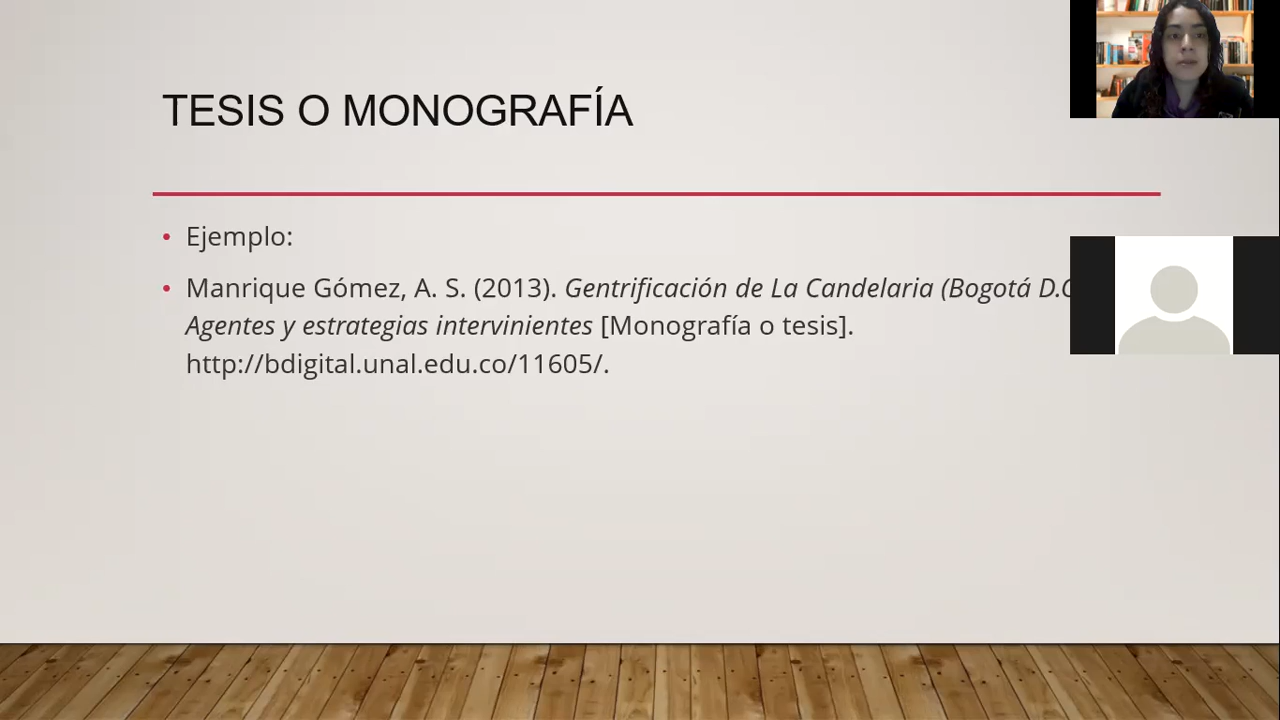 TESIS O MONOGRAFÍA
• Ejemplo:
• Manrique Gómez, A. S. (2013). Gentrificación de La Candelaria (Bogotá
Agentes y estrategias intervinientes [Monografía o tesis].
http://bdigital.unal.edu.co/11605/.